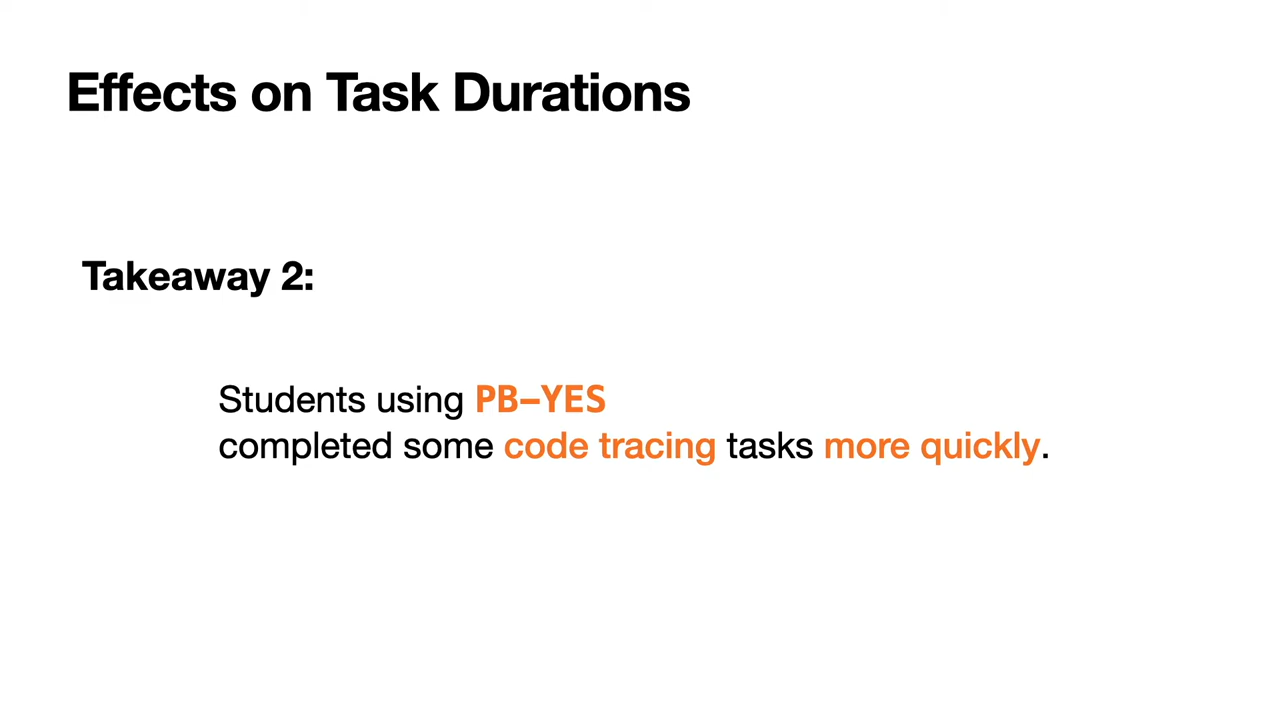 Effects on Task Durations
Takeaway 2:
Students using PB–YES
completed some code tracing tasks more quickly.